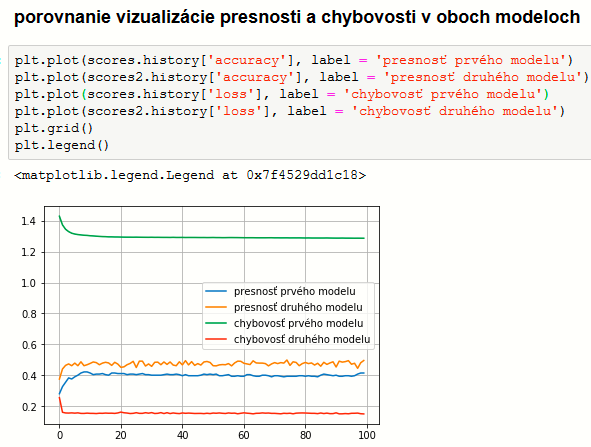 porovnanie vizualizácie presnosti a chybovosti v oboch modeloch
plt.plot(scores.history['accuracy'], label = 'presnosť prvého modelu')
plt.plot(scores2.history['accuracy'], label = 'presnosť druhého modelu')
plt.plot(scores.history['loss'], label = 'chybovosť prvého modelu')
plt.plot(scores2.history['loss'], label = 'chybovosť druhého modelu')
plt.grid()
plt.legend()
<matplotlib.legend.Legend at 0x7f4529dd1c18>
1.4
1.2
1.0
0.8
0.6
0.4
0.2
presnosť prvého modelu
presnosť druhého modelu
chybovosť prvého modelu
chybovosť druhého modelu
0 20 40 60 80 100